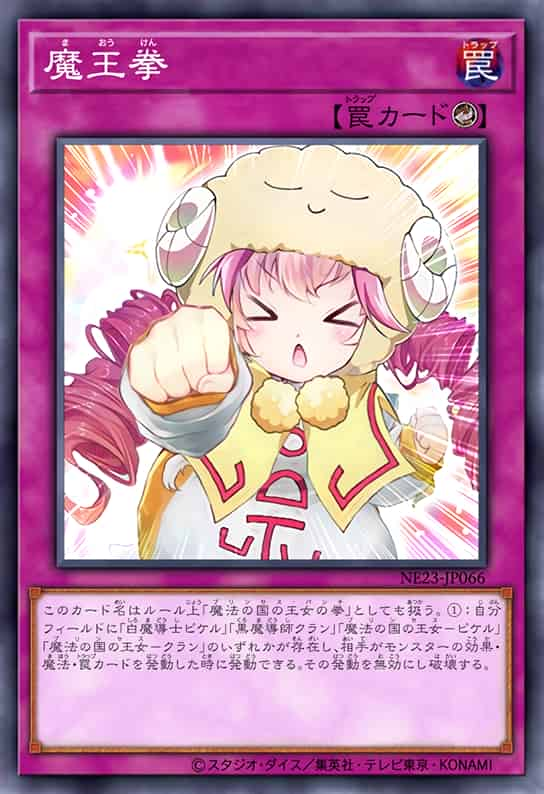 魔王拳
罠
【罠カード】
NE23-JP066
このカード名はルール上「魔法の国の王女の拳」としても扱う。①:自分
フィールドに「白魔導士ピケル」「黒魔導師クラン」「魔法の国の王女-ピケル」
「魔法の国の王女-クラン」のいずれかが存在し、相手がモンスターの効果・
魔法・罠カードを発動した時に発動できる。その発動を無効にし破壊する。
©スタジオ・ダイス/集英社・テレビ東京・KONAMI